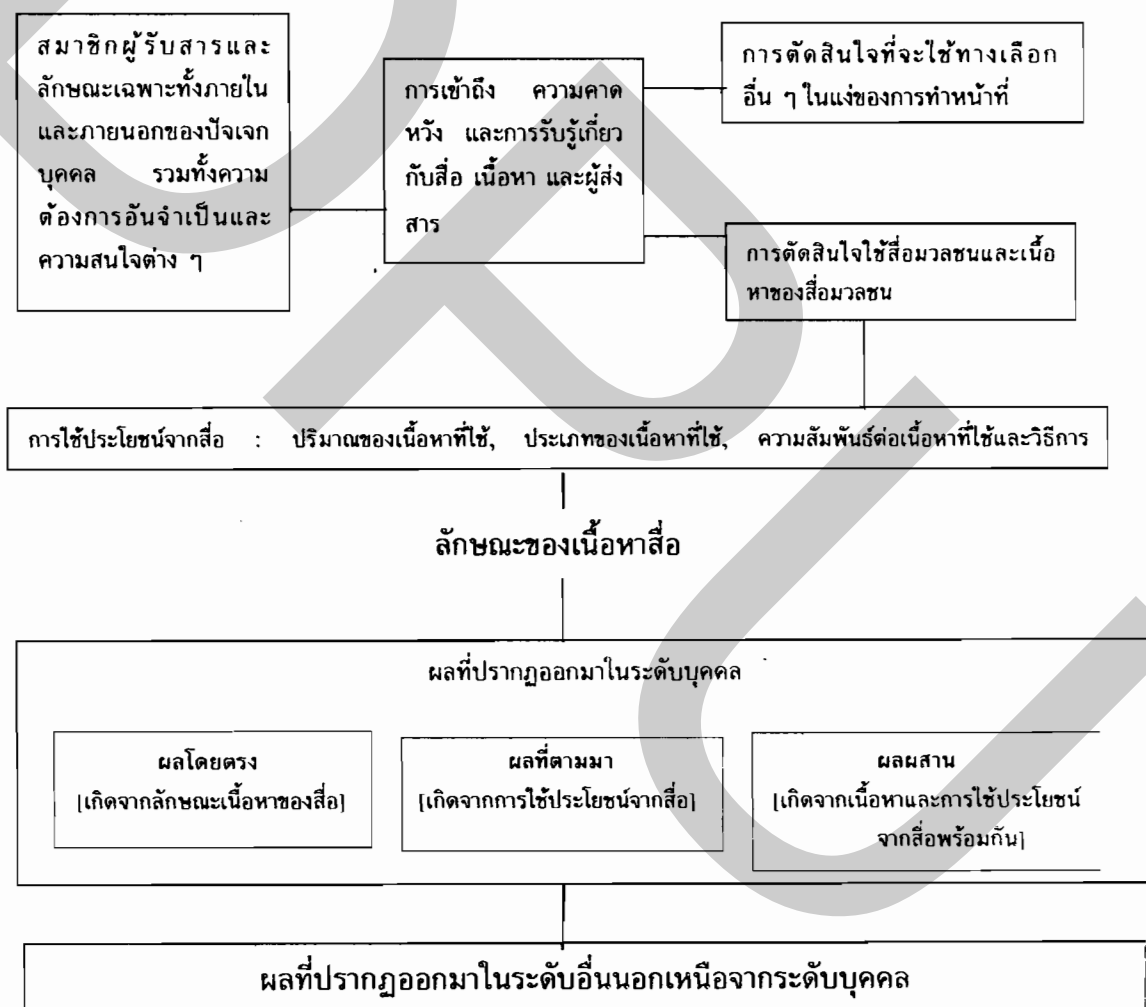 สมาชิกผู้รับสารและ
ลักษณะเฉพาะทั้งภายใน
และภายนอกของปัจเจก
บุคคล รวมทั้งความ
ต้องการอันจำเป็นและ
ความสนใจต่าง ๆ
การเข้าถึง ความคาด
หวัง และการรับรู้เกี่ยว
กับสื่อ เนื้อหา และผู้ส่ง
สาร
การตัดสินใจที่จะใช้ทางเลือก
อื่น ๆ ในแง่ของการทำหน้าที่
การตัดสินใจใช้สื่อมวลชนและเนื้อ
หาของสื่อมวลชน
การใช้ประโยชน์จากสื่อ : ปริมาณของเนื้อหาที่ใช้, ประเภทของเนื้อหาที่ใช้, ความสัมพันธ์ต่อเนื้อหาที่ใช้และวิธีการ
ลักษณะของเนื้อหาสื่อ
ผลที่ปรากฏออกมาในระดับบุคคล
ผลโดยตรง
[เกิดจากลักษณะเนื้อหาของสื่อ]
ผลที่ตามมา
[เกิดจากการใช้ประโยชน์จากสื่อ]
ผลผสาน
[เกิดจากเนื้อหาและการใช้ประโยชน์
จากสื่อพร้อมกัน]
ผลที่ปรากฏออกมาในระดับอื่นนอกเหนือจากระดับบุคคล